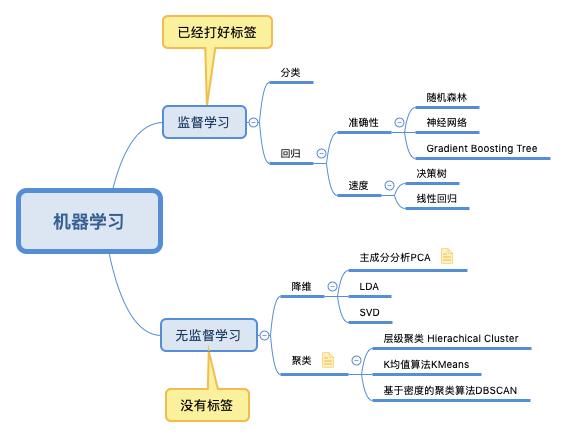 已经打好标签
监督学习
分类
回归
准确性
随机森林
神经网络
Gradient Boosting Tree
速度
决策树
线性回归
机器学习
无监督学习
没有标签
降维
主成分分析PCA
LDA
SVD
聚类
层级聚类 Hierachical Cluster
K均值算法KMeans
基于密度的聚类算法DBSCAN